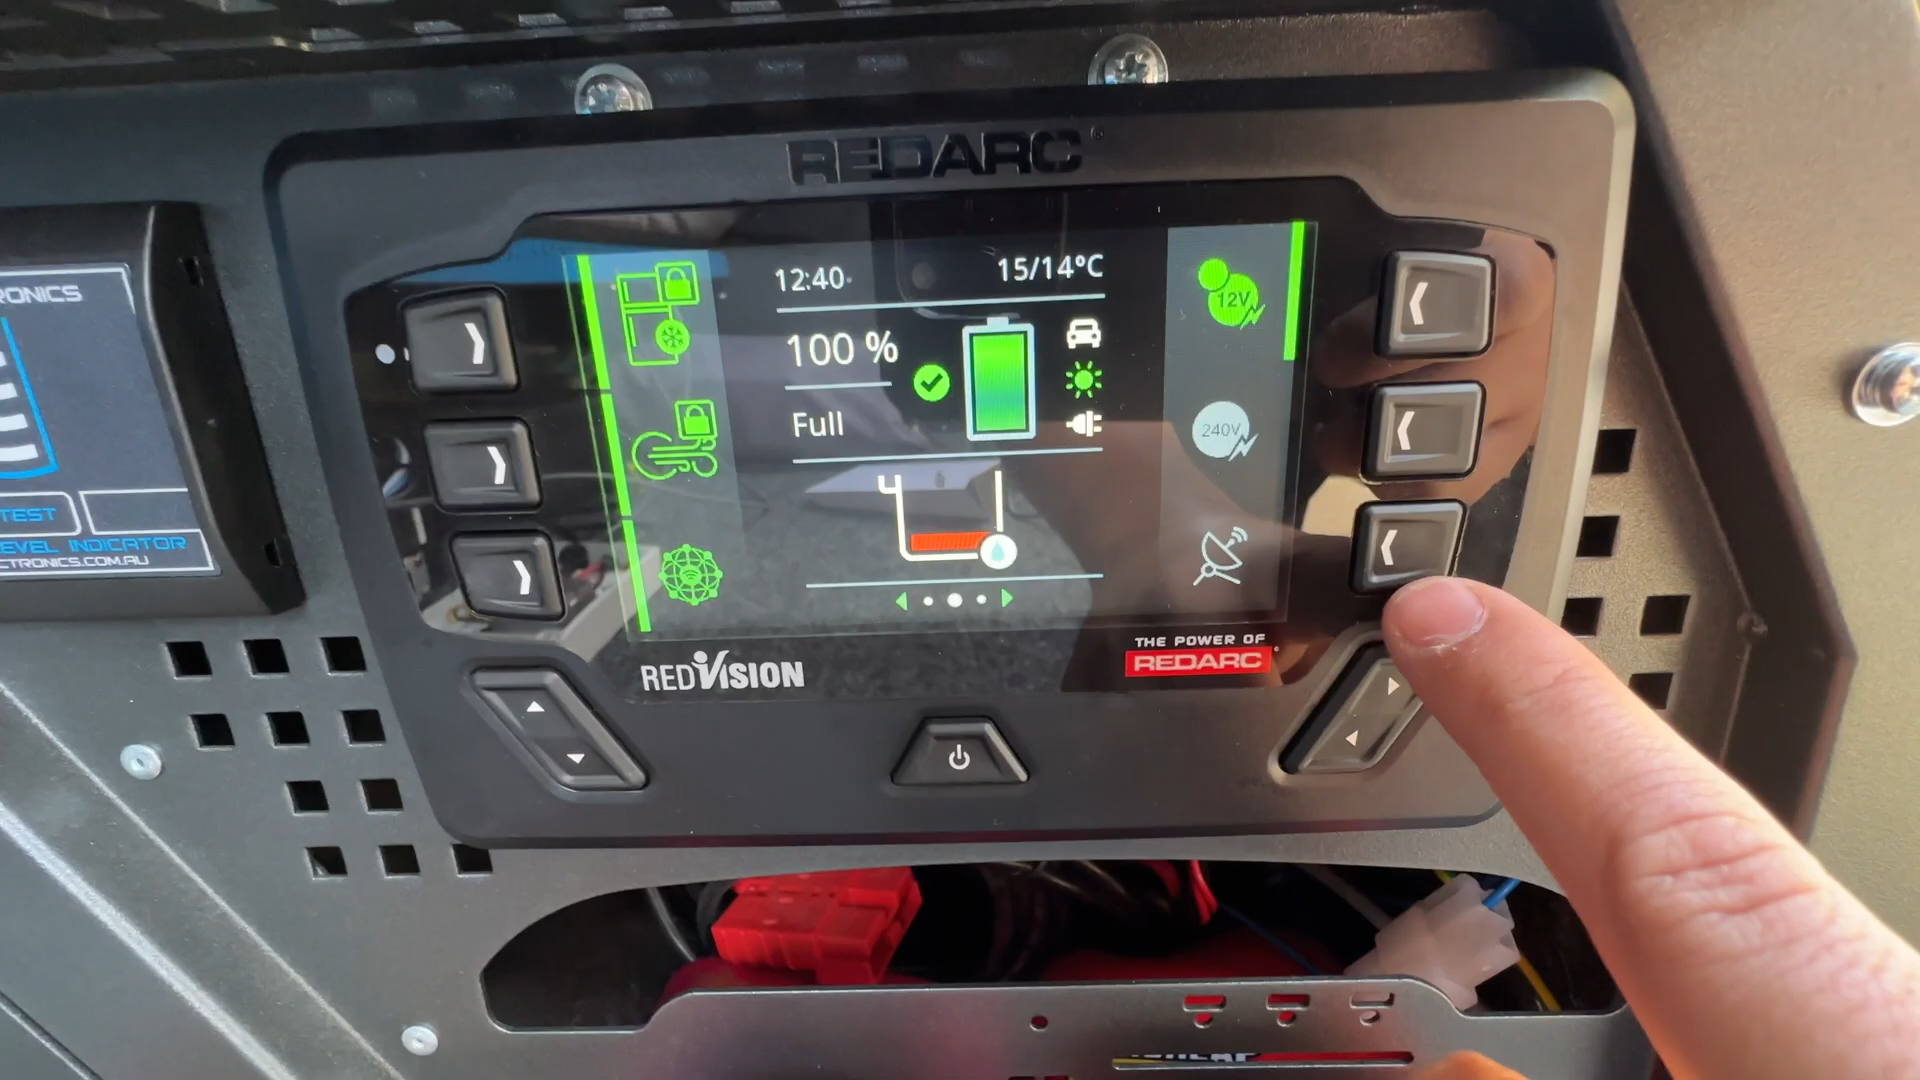 REDARC
12:40
15/14°C
100 %
Full
12V
240V
REDVISION
THE POWER OF
REDARC
RONICS
TEST
EVEL INDICATOR
CTRONICS.COM.AU